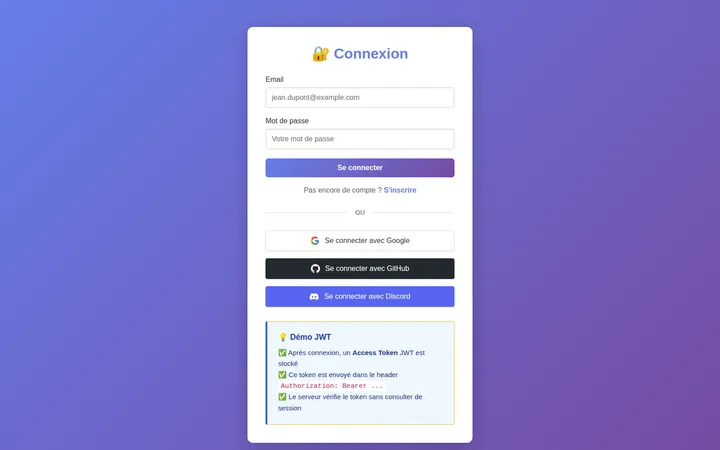 🔐 Connexion
Email
jean.dupont@example.com
Mot de passe
Votre mot de passe
Se connecter
Pas encore de compte ? S'inscrire
OU
Se connecter avec Google
Se connecter avec GitHub
Se connecter avec Discord
💡 Démo JWT
✅ Après connexion, un Access Token JWT est
stocké
✅ Ce token est envoyé dans le header
Authorization: Bearer ...
✅ Le serveur vérifie le token sans consulter de
session